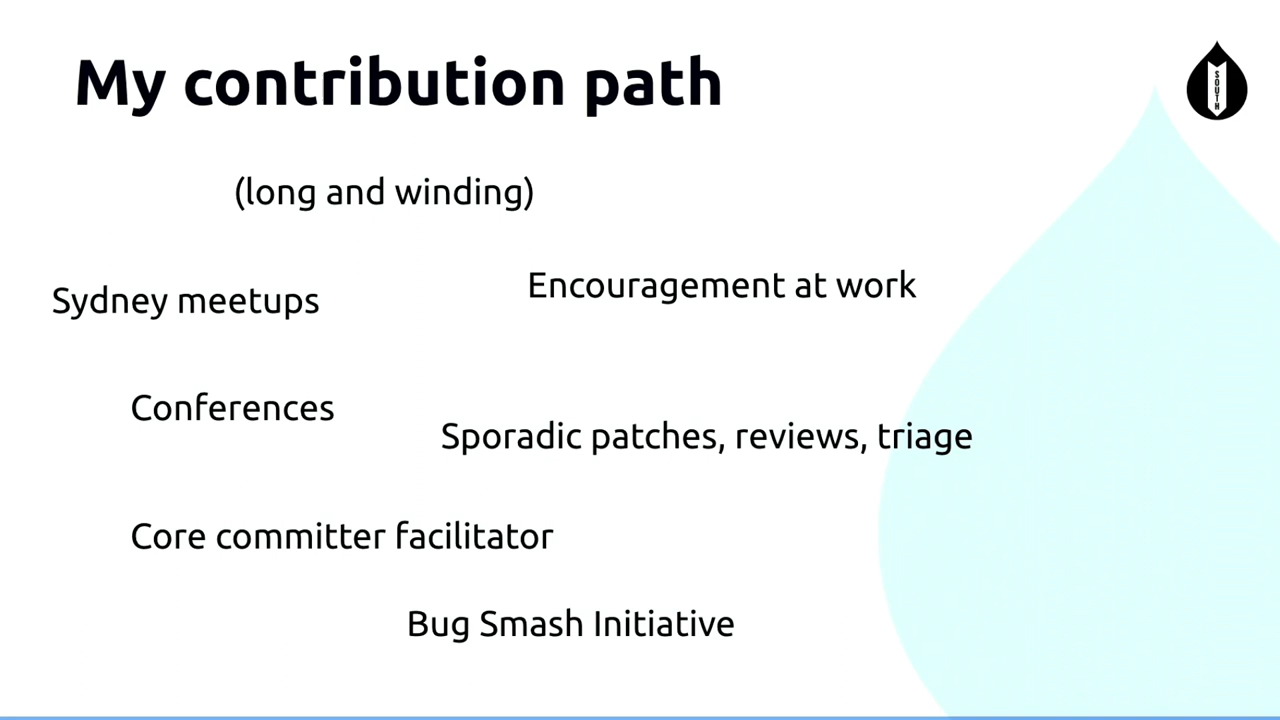 My contribution path
SOUTH
(long and winding)
Encouragement at work
Sydney meetups
Conferences
Sporadic patches, reviews, triage
Core committer facilitator
Bug Smash Initiative